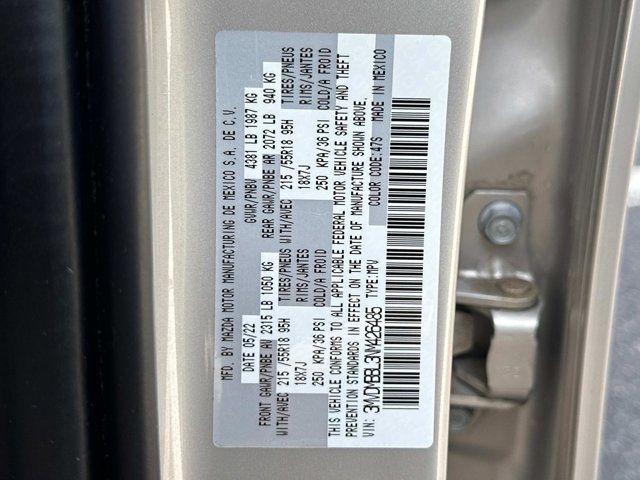 MFD. BY MAZDA MOTOR MANUFACTURING DE MEXICO S.A. DE C.V.
DATE 05/22 GVWR/PNBV 4381 LB 1987 KG
FRONT GAWR/PNBE AV 2315 LB 1050 KG REAR GAWR/PNBE AR 2072 LB 940 KG
WITH/AVEC 215 /55R18 95H TIRES/PNEUS WITH/AVEC 215 /55R18 95H TIRES/PNEUS
18X7J RIMS/JANTES 18X7J RIMS/JANTES
250 KPA/36 PSI COLD/A FROID 250 KPA/36 PSI COLD/A FROID
THIS VEHICLE CONFORMS TO ALL APPLICABLE FEDERAL MOTOR VEHICLE SAFETY AND THEFT
PREVENTION STANDARDS IN EFFECT ON THE DATE OF MANUFACTURE SHOWN ABOVE.
VIN: 3MVDMBBL3NM426485 TYPE:MPV COLOR CODE:47S MADE IN MEXICO